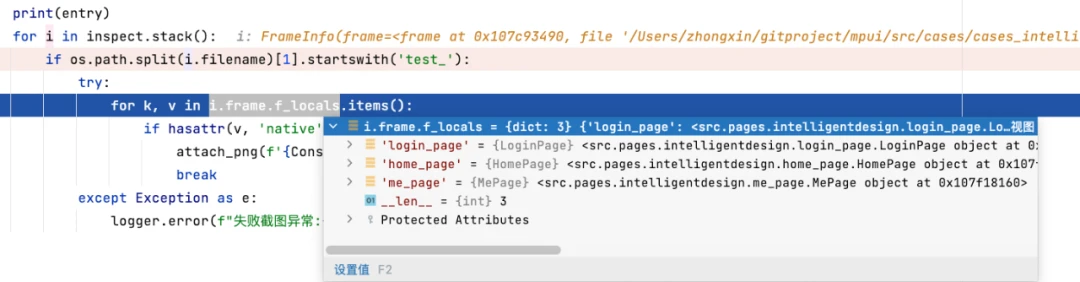 print(entry)
for i in inspect.stack():   i: FrameInfo(frame=<frame at 0x107c93490, file '/Users/zhongxin/gitproject/mpui/src/cases/cases_intelli
if os.path.split(i.filename)[1].startswith('test_'):
try:
for k, v in i.frame.f_locals.items():
if hasattr(v, 'native'
i.frame.f_locals = {dict: 3} {'login_page': <src.pages.intelligentdesign.login_page.Lo…视图
attach_png(f'{Cons
'login_page' = {LoginPage} <src.pages.intelligentdesign.login_page.LoginPage object at 0
break
'home_page' = {HomePage} <src.pages.intelligentdesign.home_page.HomePage object at 0x107
except Exception as e:
'me_page' = {MePage} <src.pages.intelligentdesign.me_page.MePage object at 0x107f18160>
logger.error(f"失败截图异常:
01 __len__ = {int} 3
Protected Attributes
设置值 F2